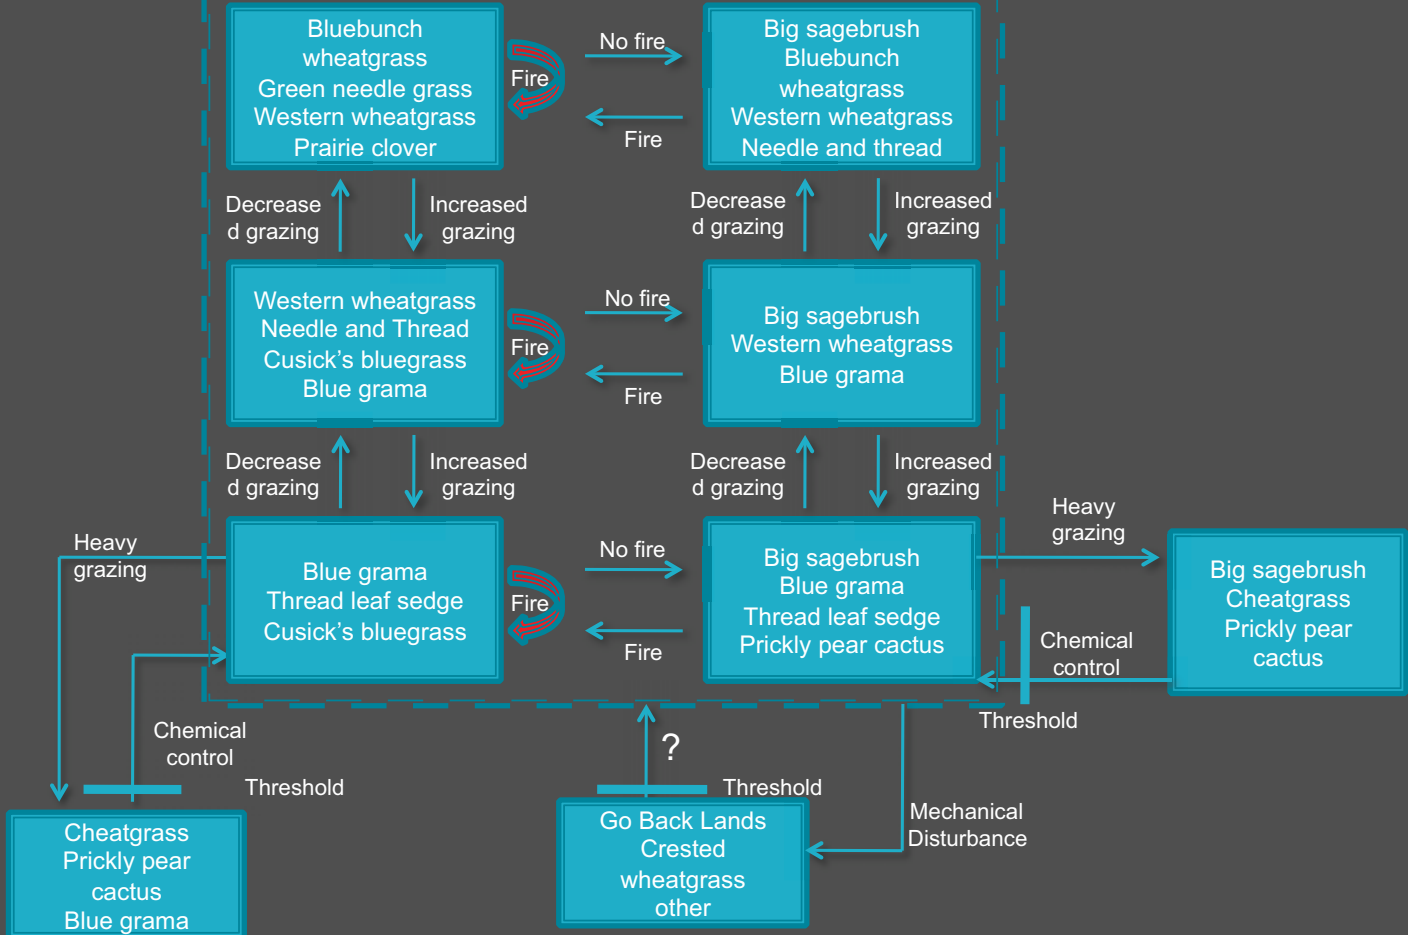 Bluebunch
wheatgrass
Green needle grass
Western wheatgrass
Prairie clover
Fire
No fire
Fire
Big sagebrush
Bluebunch
wheatgrass
Western wheatgrass
Needle and thread
Decrease
d grazing
Increased
grazing
Decrease
d grazing
Increased
grazing
Western wheatgrass
Needle and Thread
Cusick's bluegrass
Blue grama
Fire
No fire
Fire
Big sagebrush
Western wheatgrass
Blue grama
Decrease
d grazing
Increased
grazing
Decrease
d grazing
Increased
grazing
Heavy
grazing
Blue grama
Thread leaf sedge
Cusick's bluegrass
Fire
No fire
Fire
Big sagebrush
Blue grama
Thread leaf sedge
Prickly pear cactus
Heavy
grazing
Big sagebrush
Cheatgrass
Prickly pear
cactus
Chemical
control
Threshold
Chemical
control
Threshold
?
Threshold
Mechanical
Disturbance
Cheatgrass
Prickly pear
cactus
Blue grama
Go Back Lands
Crested
wheatgrass
other